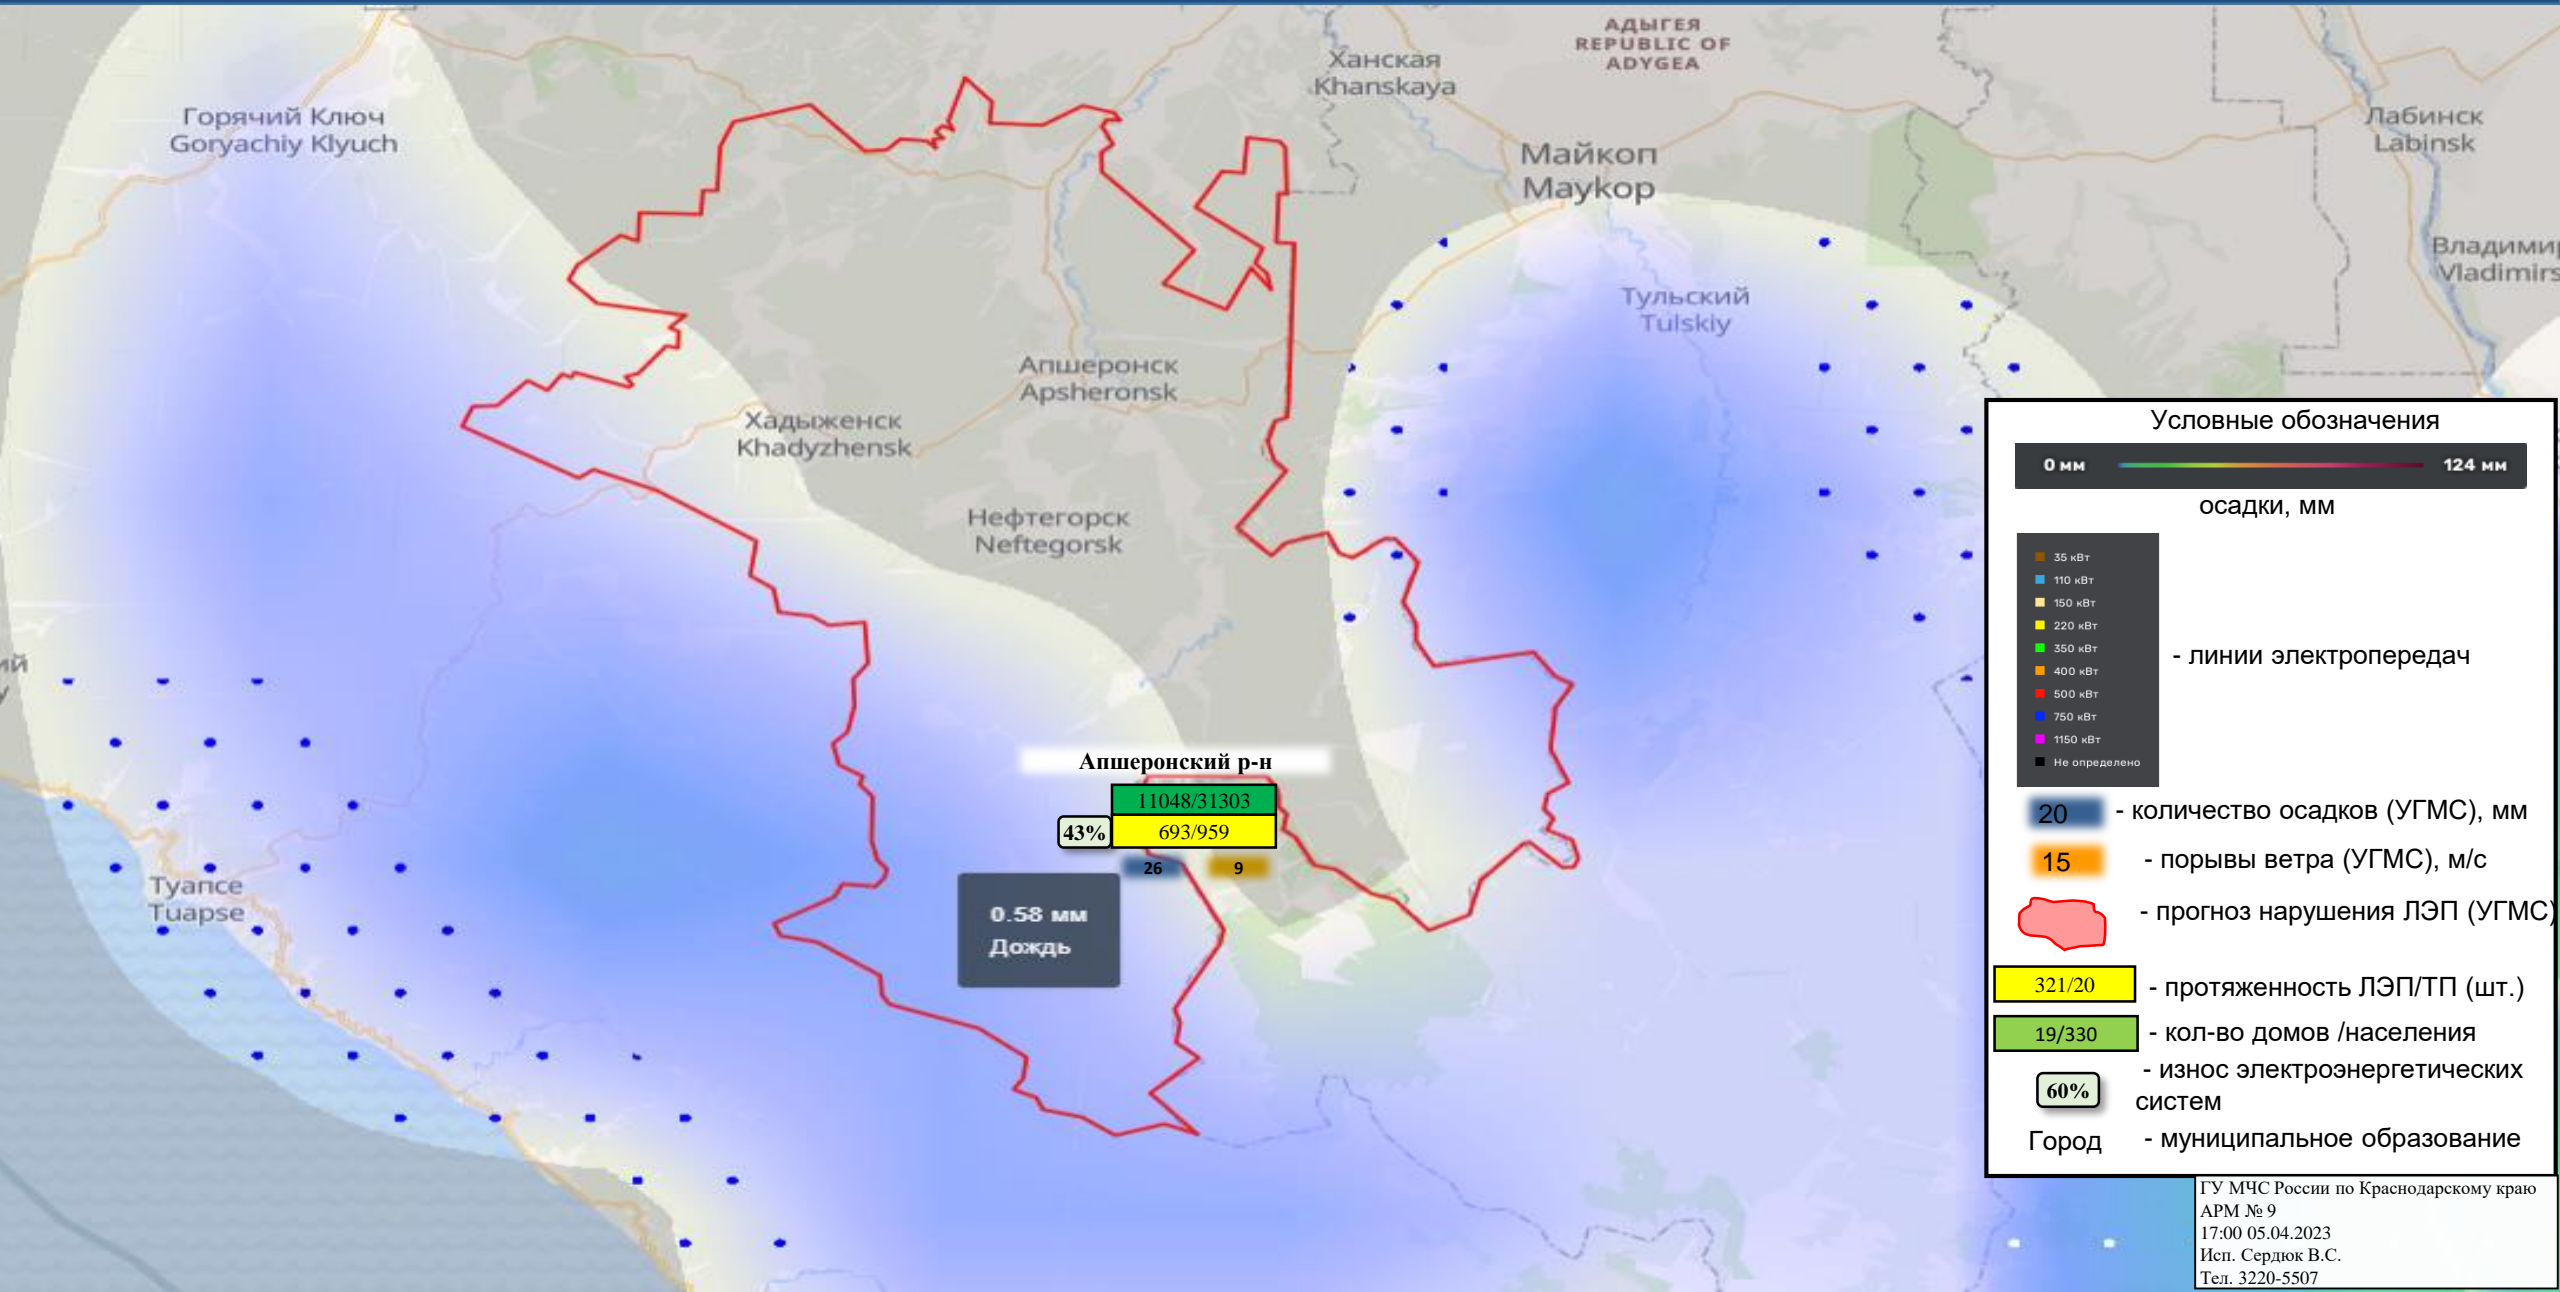 АДЫГЕЯ
REPUBLIC OF
ADYGEA
Ханская
Khanskaya
Горячий Ключ
Goryachiy Klyuch
Майкоп
Maykop
Лабинск
Labinsk
Владимир
Vladimirs
Тульский
Tulskiy
Апшеронск
Apsheronsk
Хадыженск
Khadyzhensk
Нефтегорск
Neftegorsk
ий
у
Туапсе
Tuapse
Апшеронский р-н
11048/31303
43% 693/959
26 9
0.58 мм
Дождь
Условные обозначения
0 мм 124 мм
осадки, мм
35 кВт
110 кВт
150 кВт
220 кВт
350 кВт
400 кВт
500 кВт
750 кВт
1150 кВт
Не определено
- линии электропередач
20 - количество осадков (УГМС), мм
15 - порывы ветра (УГМС), м/с
- прогноз нарушения ЛЭП (УГМС)
321/20 - протяженность ЛЭП/ТП (шт.)
19/330 - кол-во домов /населения
60% - износ электроэнергетических
систем
Город - муниципальное образование
ГУ МЧС России по Краснодарскому краю
АРМ № 9
17:00 05.04.2023
Исп. Сердюк В.С.
Тел. 3220-5507